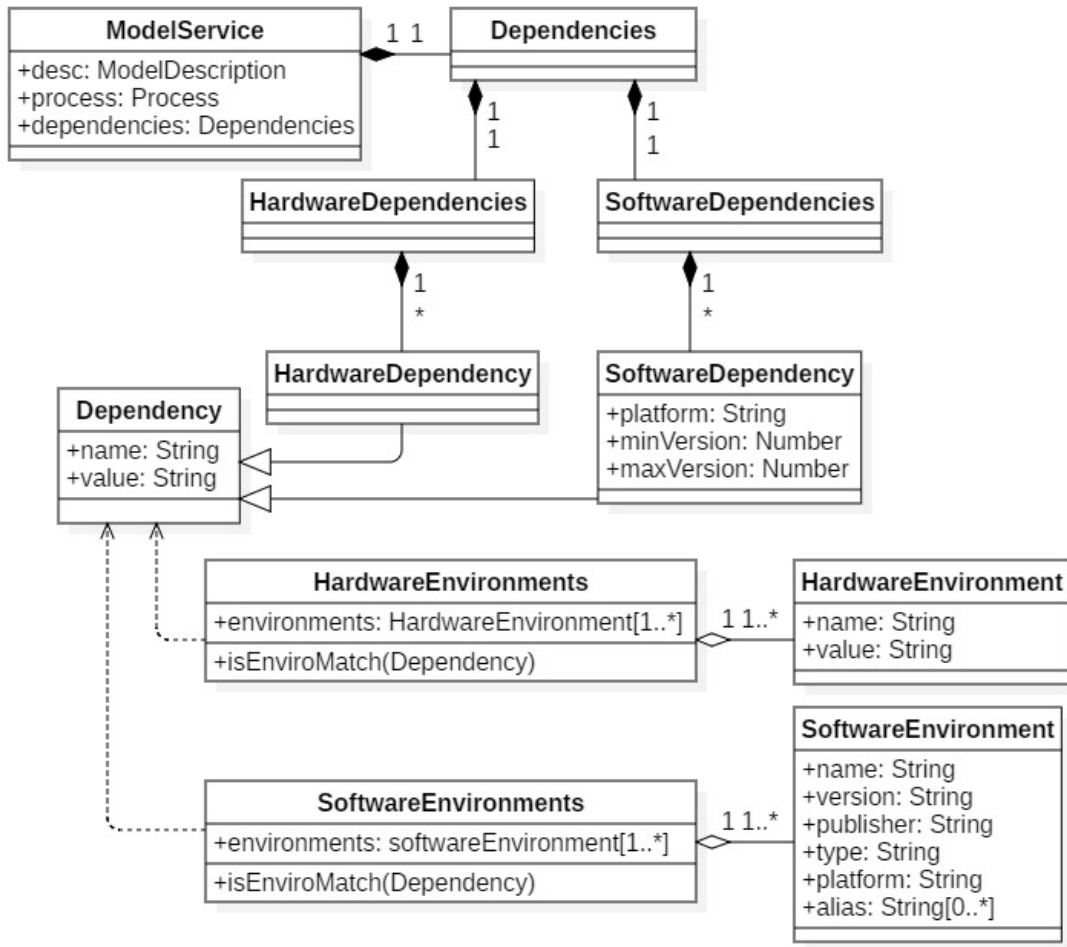 ModelService
+desc: ModelDescription
+process: Process
+dependencies: Dependencies
1 1
Dependencies
1
1
1
1
HardwareDependencies
SoftwareDependencies
1
*
1
*
HardwareDependency
SoftwareDependency
+platform: String
+minVersion: Number
+maxVersion: Number
Dependency
+name: String
+value: String
HardwareEnvironments
+environments: HardwareEnvironment[1..*]
+isEnviroMatch(Dependency)
1 1..*
HardwareEnvironment
+name: String
+value: String
SoftwareEnvironments
+environments: softwareEnvironment[1..*]
+isEnviroMatch(Dependency)
1 1..*
SoftwareEnvironment
+name: String
+version: String
+publisher: String
+type: String
+platform: String
+alias: String[0..*]